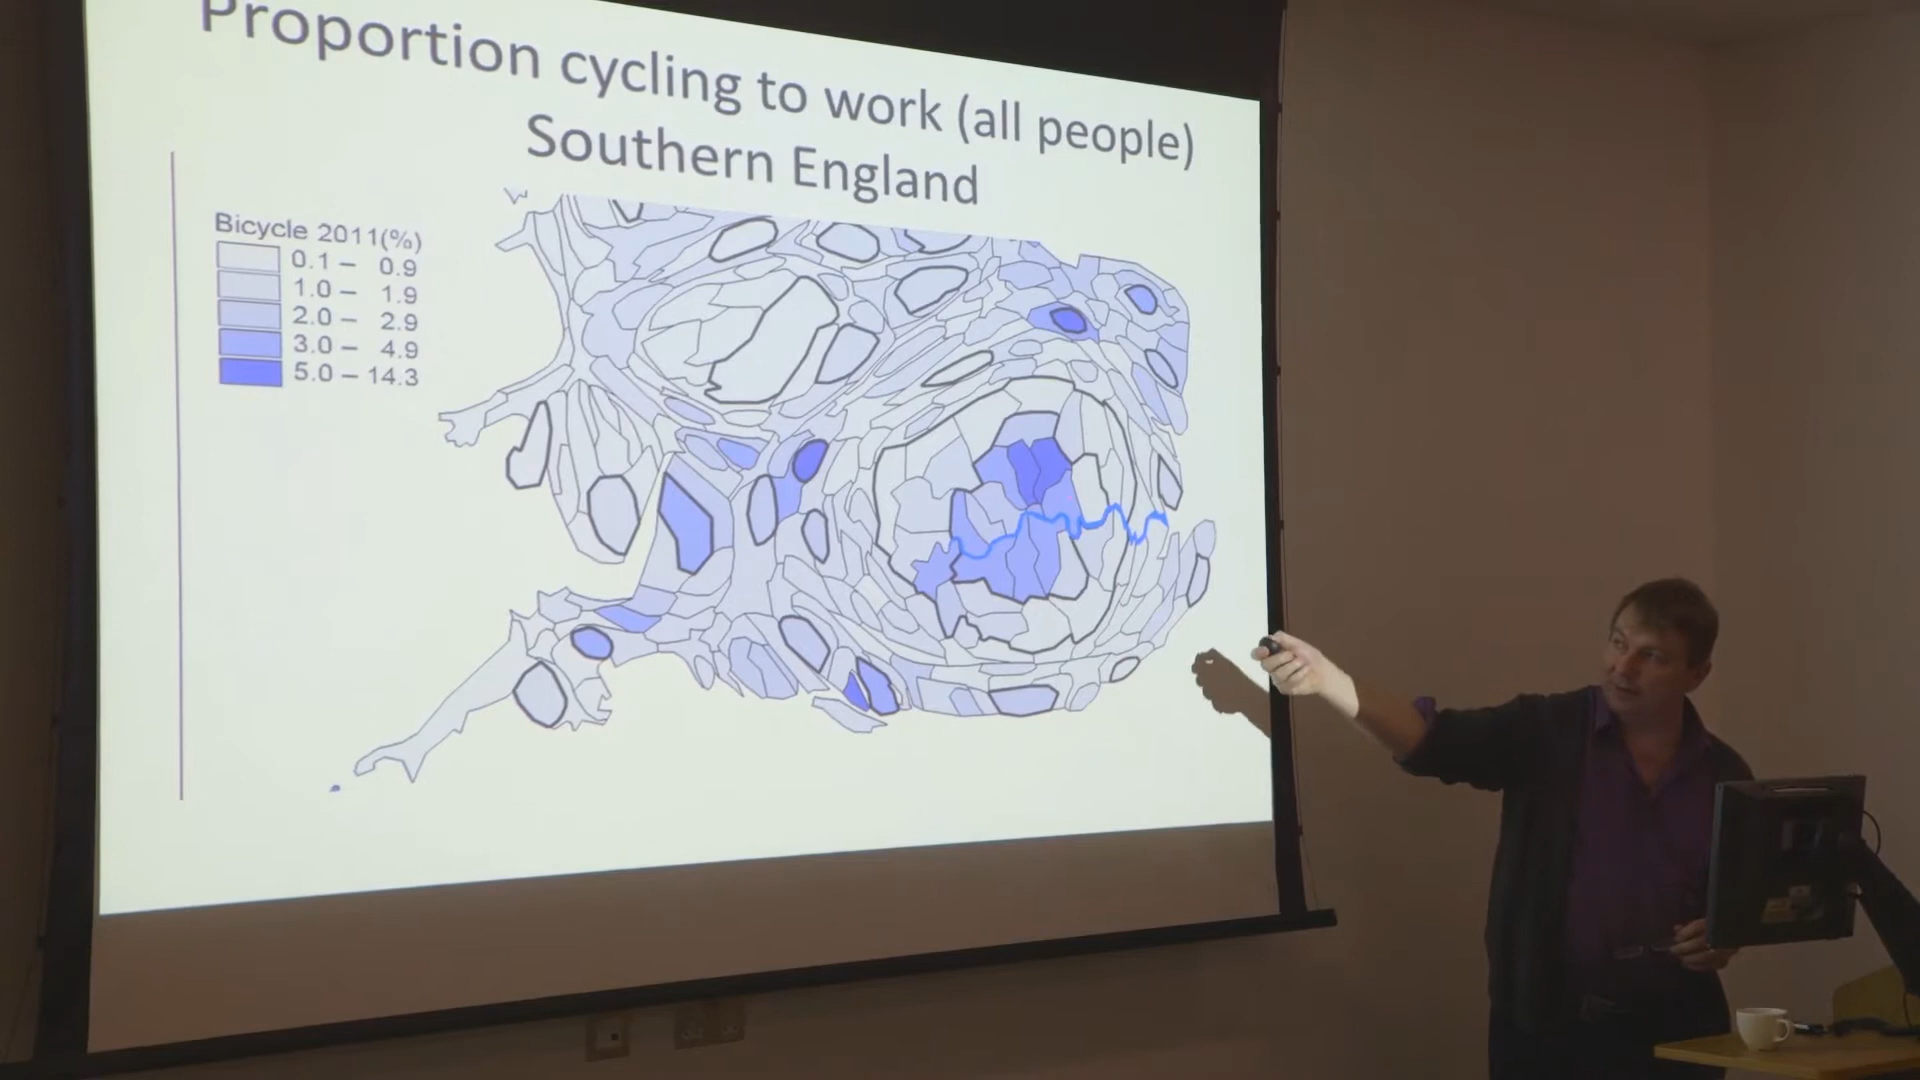 Proportion cycling to work (all people)
Southern England
Bicycle 2011(%)
0.1 – 0.9
1.0 – 1.9
2.0 – 2.9
3.0 – 4.9
5.0 – 14.3